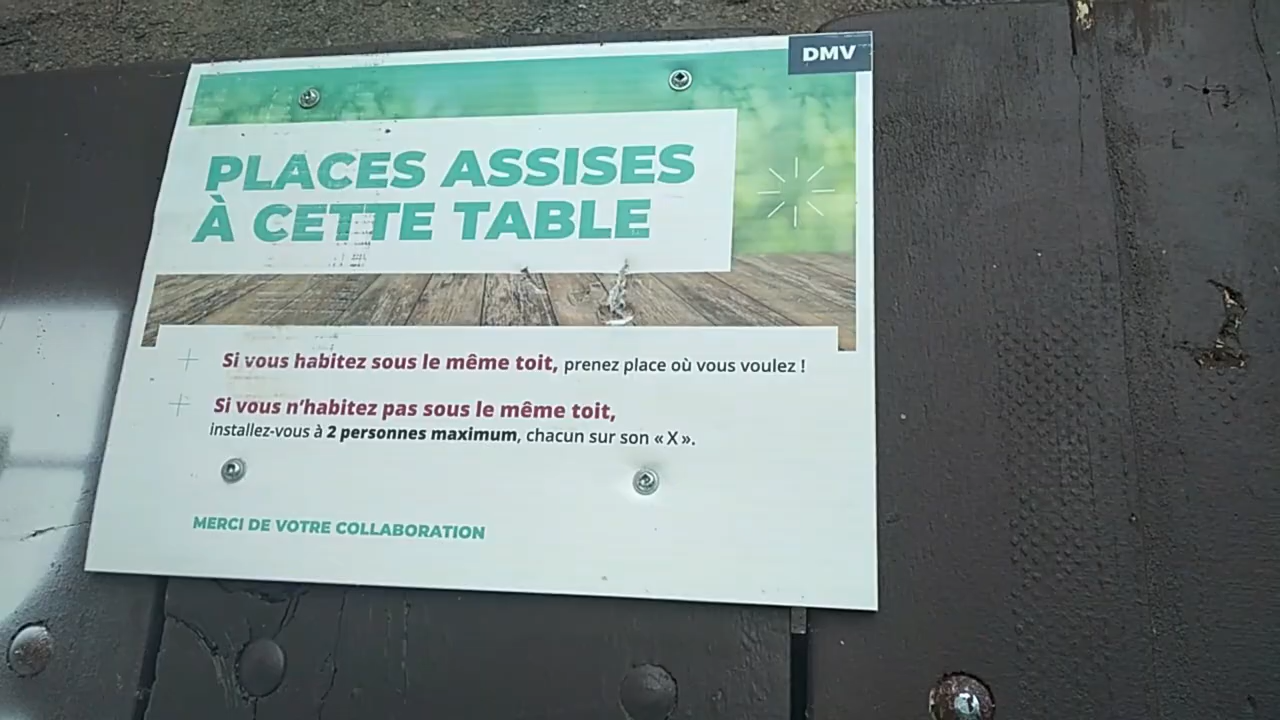 DMV
PLACES ASSISES
À CETTE TABLE
Si vous habitez sous le même toit, prenez place où vous voulez !
Si vous n'habitez pas sous le même toit,
installez-vous à 2 personnes maximum, chacun sur son « X ».
MERCI DE VOTRE COLLABORATION